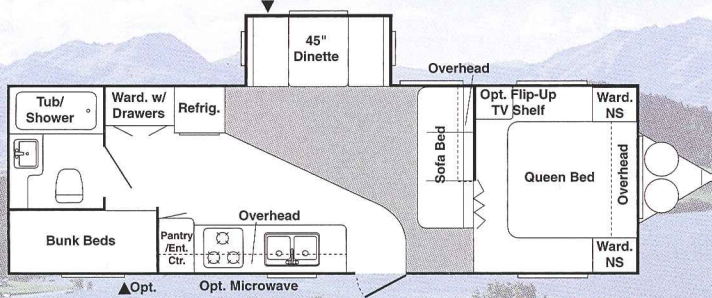 45"
Dinette
Overhead
Tub/
Shower
Ward. w/
Drawers
Refrig.
Opt. Flip-Up
TV Shelf
Ward.
NS
Sofa Bed
Queen Bed
Overhead
Bunk Beds
Pantry
/Ent.
Ctr.
Overhead
Ward.
NS
▲Opt.
Opt. Microwave